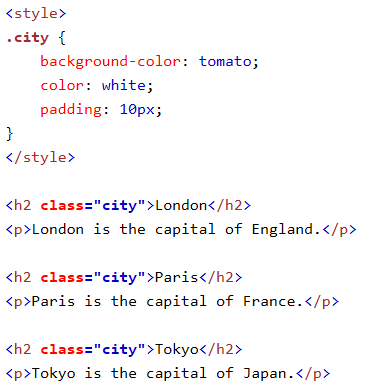 <style>
.city {
    background-color: tomato;
    color: white;
    padding: 10px;
}
</style>

<h2 class="city">London</h2>
<p>London is the capital of England.</p>

<h2 class="city">Paris</h2>
<p>Paris is the capital of France.</p>

<h2 class="city">Tokyo</h2>
<p>Tokyo is the capital of Japan.</p>